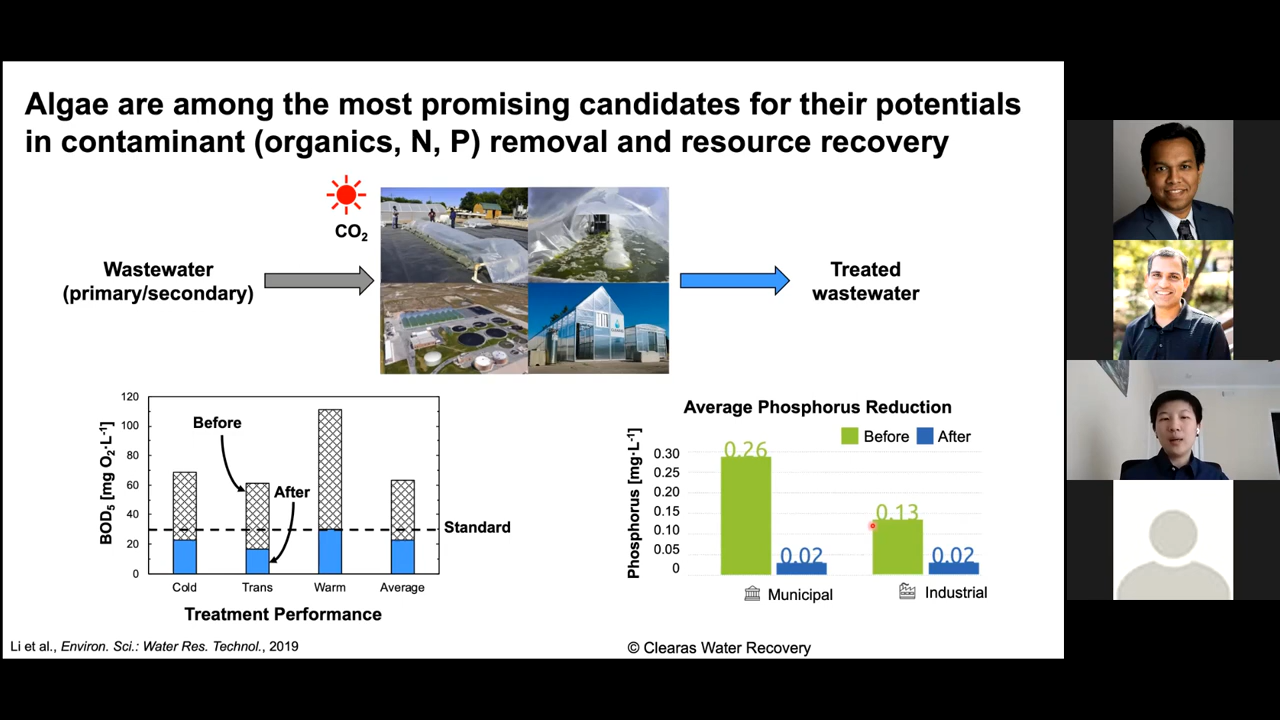 Algae are among the most promising candidates for their potentials
in contaminant (organics, N, P) removal and resource recovery
CO₂
Wastewater
(primary/secondary)
Treated
wastewater
BOD₅ [mg O₂·L⁻¹]
120
100
80
60
40
20
0
Before
After
Standard
Cold
Trans
Warm
Average
Treatment Performance
Li et al., Environ. Sci.: Water Res. Technol., 2019
Average Phosphorus Reduction
Before
After
Phosphorus [mg·L⁻¹]
0.30
0.25
0.20
0.15
0.10
0.05
0
0.26
0.02
0.13
0.02
Municipal
Industrial
© Clearas Water Recovery